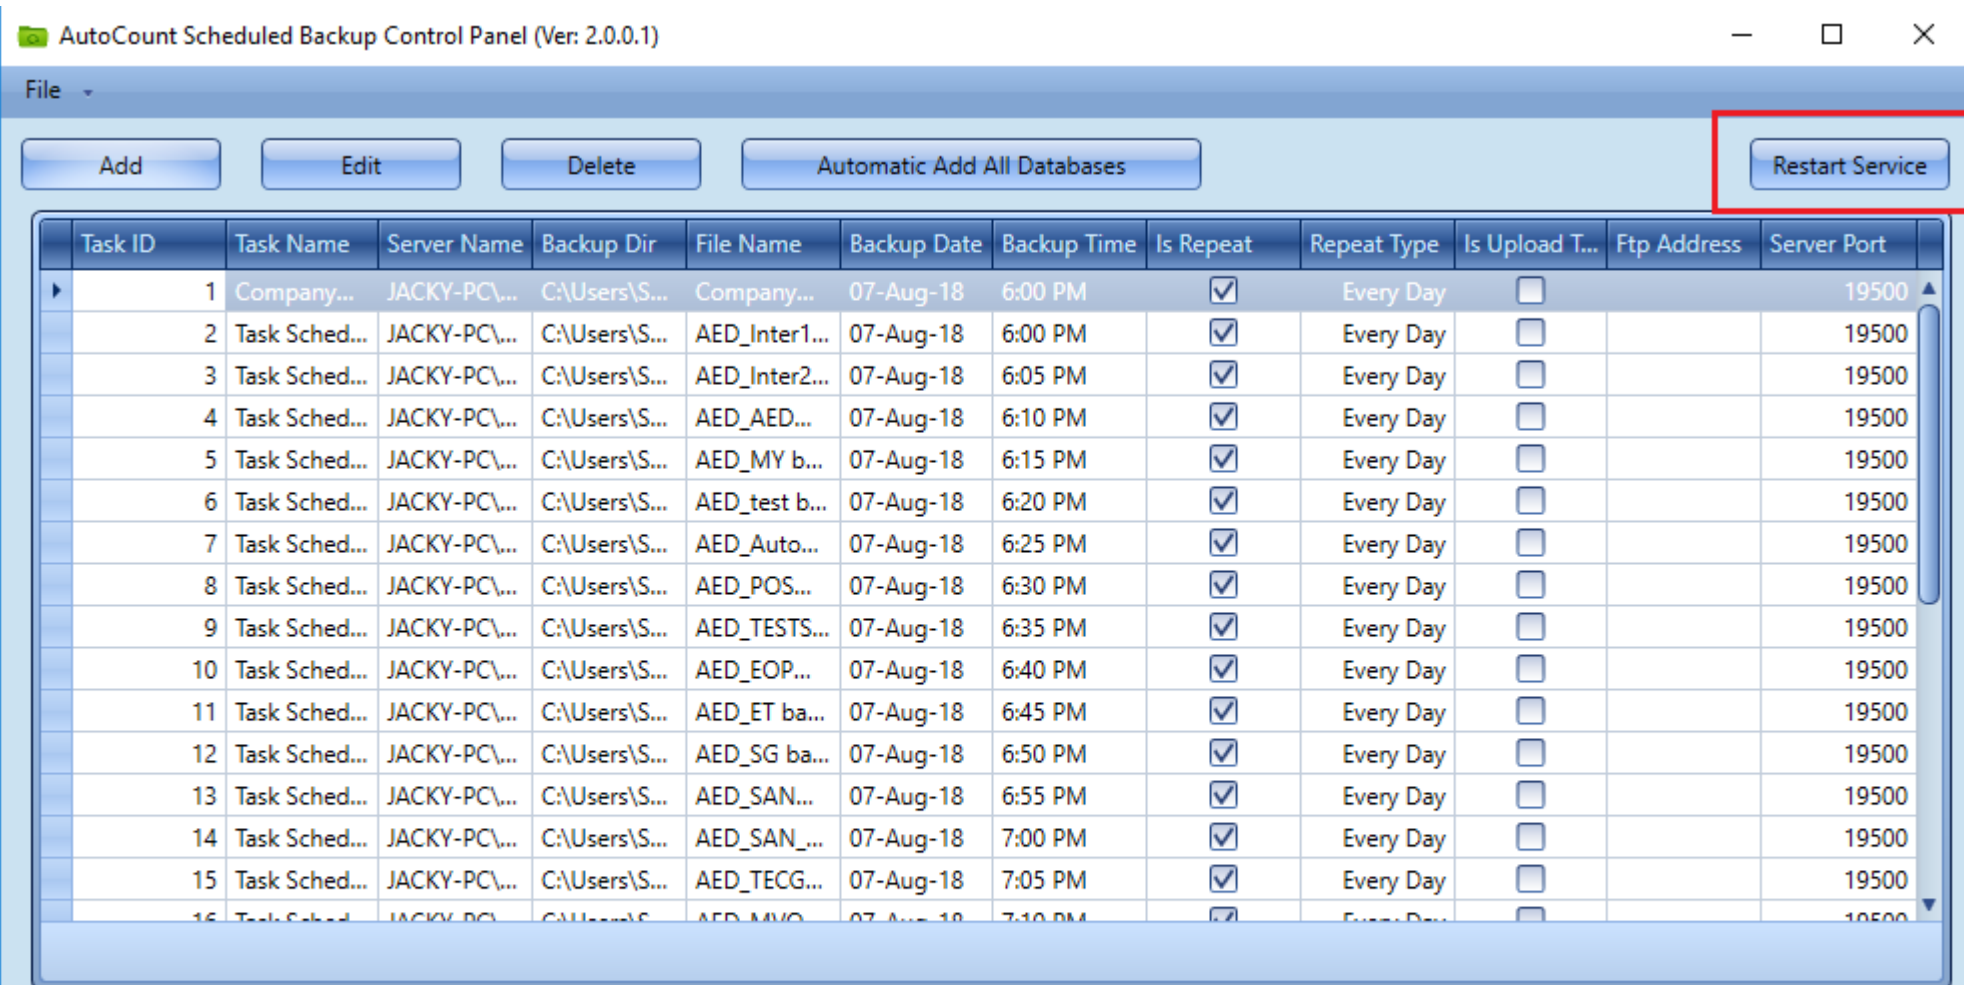 AutoCount Scheduled Backup Control Panel (Ver: 2.0.0.1)
File
Add Edit Delete Automatic Add All Databases Restart Service
Task ID Task Name Server Name Backup Dir File Name Backup Date Backup Time Is Repeat Repeat Type Is Upload T... Ftp Address Server Port
1 Company... JACKY-PC\... C:\Users\S... Company... 07-Aug-18 6:00 PM Every Day 19500
2 Task Sched... JACKY-PC\... C:\Users\S... AED_Inter1... 07-Aug-18 6:00 PM Every Day 19500
3 Task Sched... JACKY-PC\... C:\Users\S... AED_Inter2... 07-Aug-18 6:05 PM Every Day 19500
4 Task Sched... JACKY-PC\... C:\Users\S... AED_AED... 07-Aug-18 6:10 PM Every Day 19500
5 Task Sched... JACKY-PC\... C:\Users\S... AED_MY b... 07-Aug-18 6:15 PM Every Day 19500
6 Task Sched... JACKY-PC\... C:\Users\S... AED_test b... 07-Aug-18 6:20 PM Every Day 19500
7 Task Sched... JACKY-PC\... C:\Users\S... AED_Auto... 07-Aug-18 6:25 PM Every Day 19500
8 Task Sched... JACKY-PC\... C:\Users\S... AED_POS... 07-Aug-18 6:30 PM Every Day 19500
9 Task Sched... JACKY-PC\... C:\Users\S... AED_TESTS... 07-Aug-18 6:35 PM Every Day 19500
10 Task Sched... JACKY-PC\... C:\Users\S... AED_EOP... 07-Aug-18 6:40 PM Every Day 19500
11 Task Sched... JACKY-PC\... C:\Users\S... AED_ET ba... 07-Aug-18 6:45 PM Every Day 19500
12 Task Sched... JACKY-PC\... C:\Users\S... AED_SG ba... 07-Aug-18 6:50 PM Every Day 19500
13 Task Sched... JACKY-PC\... C:\Users\S... AED_SAN... 07-Aug-18 6:55 PM Every Day 19500
14 Task Sched... JACKY-PC\... C:\Users\S... AED_SAN_... 07-Aug-18 7:00 PM Every Day 19500
15 Task Sched... JACKY-PC\... C:\Users\S... AED_TECG... 07-Aug-18 7:05 PM Every Day 19500
16 Task Sched... JACKY-PC\... C:\Users\S... 07-Aug-18 7:10 PM Every Day 19500